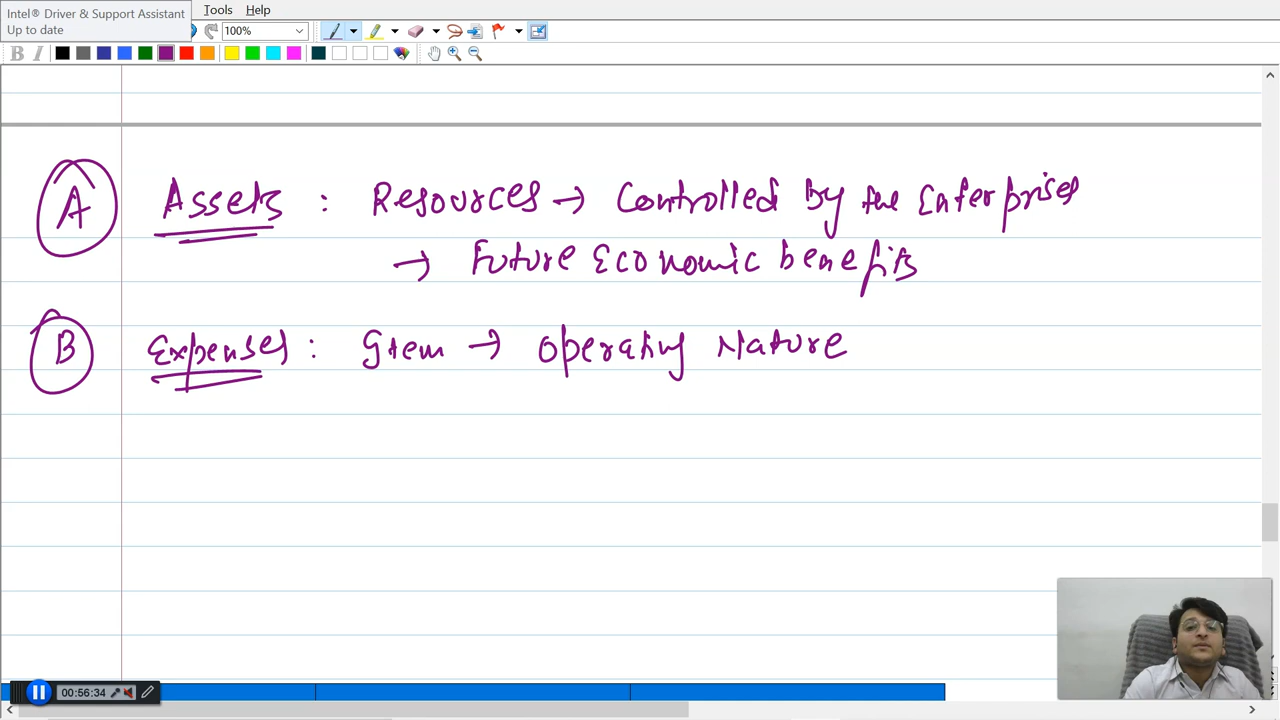 Intel® Driver & Support Assistant
Up to date
Tools Help
100%
B I
A Assets : Resources → Controlled by the Enterprises
→ Future Economic benefits
B Expenses : Item → Operating Nature
00:56:34